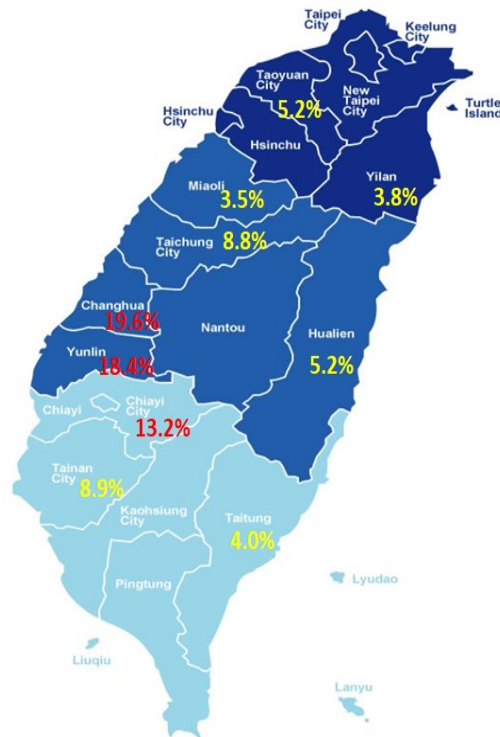 Taipei
City
Keelung
City
Taoyuan
City
5.2%
New
Taipei
City
Turtle
Island
Hsinchu
City
Hsinchu
Yilan
3.8%
Miaoli
3.5%
Taichung
City
8.8%
Changhua
19.6%
Nantou
Hualien
5.2%
Yunlin
18.4%
Chiayi
Chiayi
City
13.2%
Tainan
City
8.9%
Kaohsiung
City
Taitung
4.0%
Pingtung
Lyudao
Liuqiu
Lanyu